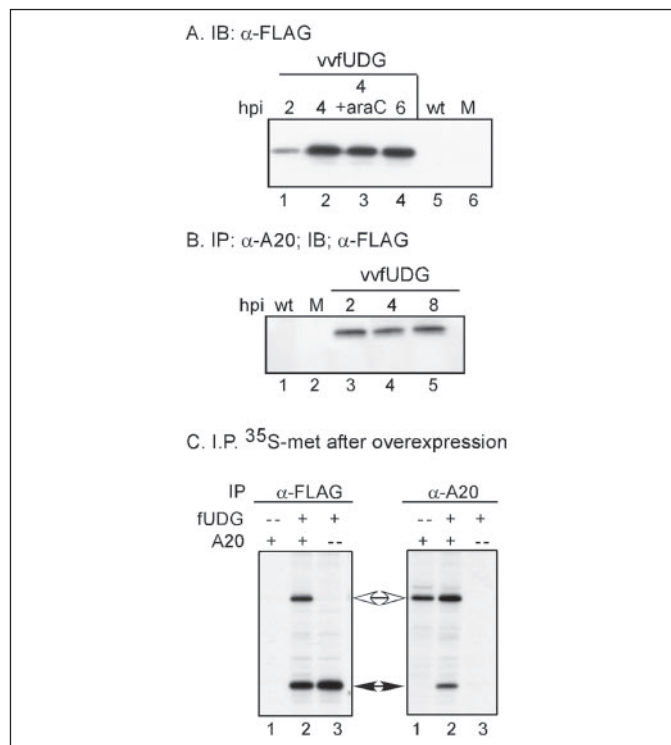 A. IB: α-FLAG
vvfUDG
4
hpi 2 4 +araC 6 wt M
1 2 3 4 5 6
B. IP: α-A20; IB; α-FLAG
vvfUDG
hpi wt M 2 4 8
1 2 3 4 5
C. I.P. 35S-met after overexpression
IP α-FLAG α-A20
fUDG -- + + -- + +
A20 + + -- + + --
1 2 3 1 2 3